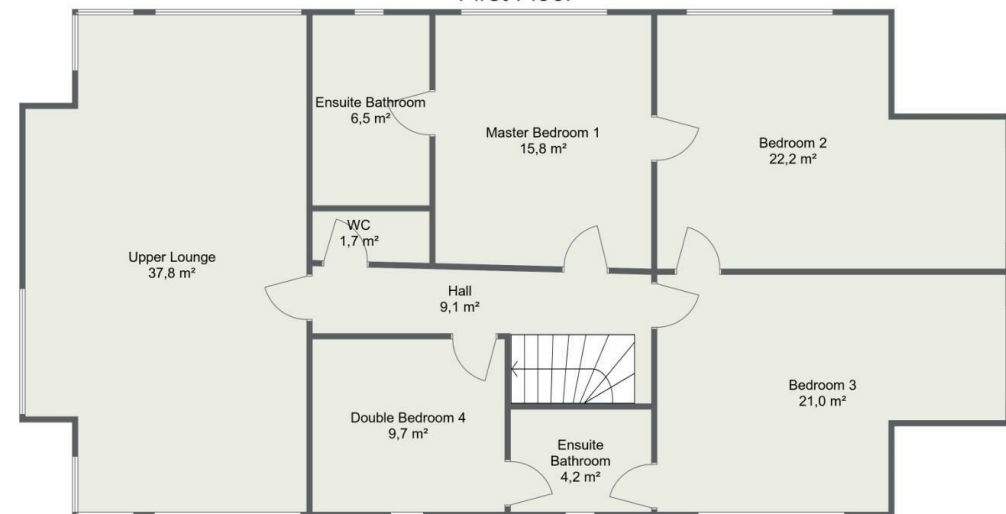 First Floor
Ensuite Bathroom
6,5 m²
Master Bedroom 1
15,8 m²
Bedroom 2
22,2 m²
WC
1,7 m²
Upper Lounge
37,8 m²
Hall
9,1 m²
Bedroom 3
21,0 m²
Double Bedroom 4
9,7 m²
Ensuite
Bathroom
4,2 m²